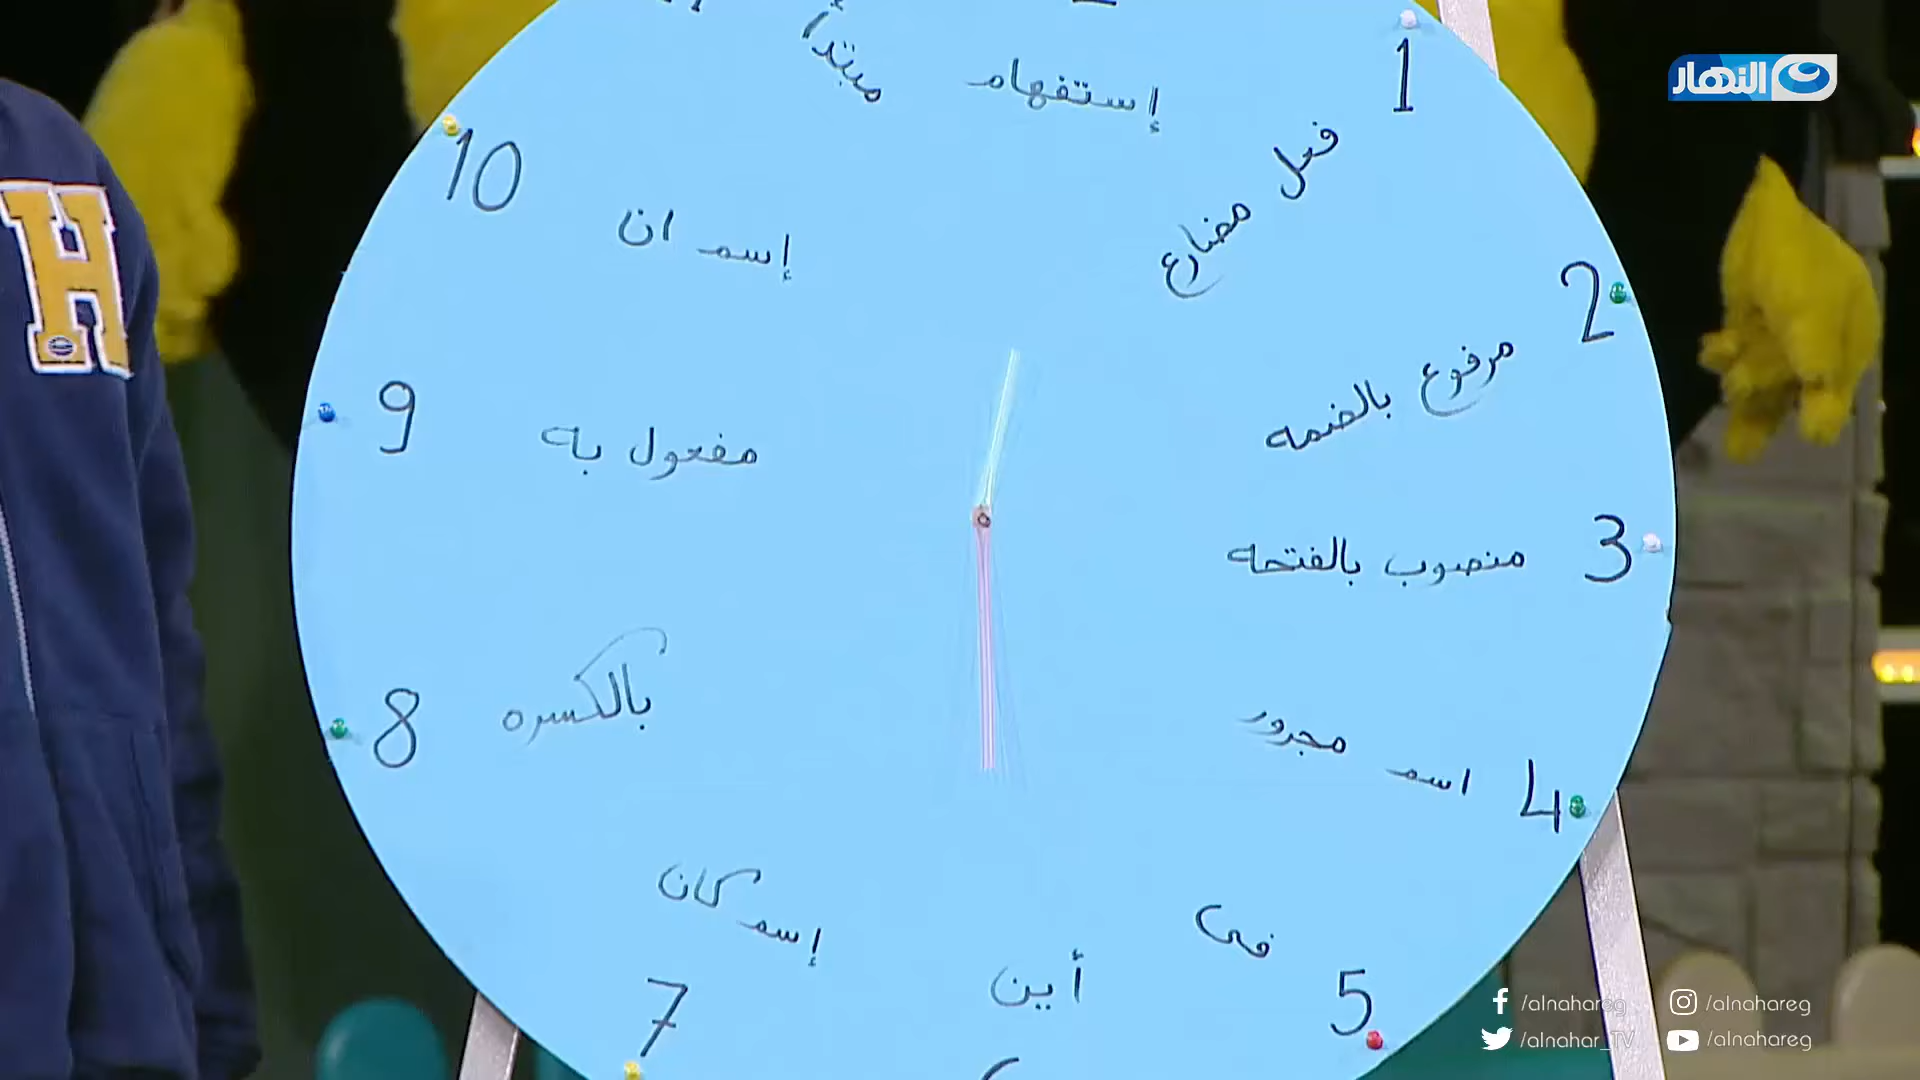 النهار
إستفهام
1
فعل مضارع
2
مرفوع بالضمه
3
منصوب بالفتحه
4
اسم مجرور
5
فى
أين
7
إسم كان
8
بالكسره
9
مفعول به
10
إسم ان
مبتدأ
H
/alnahareg
/alnahareg
/alnahar_TV
/alnahareg